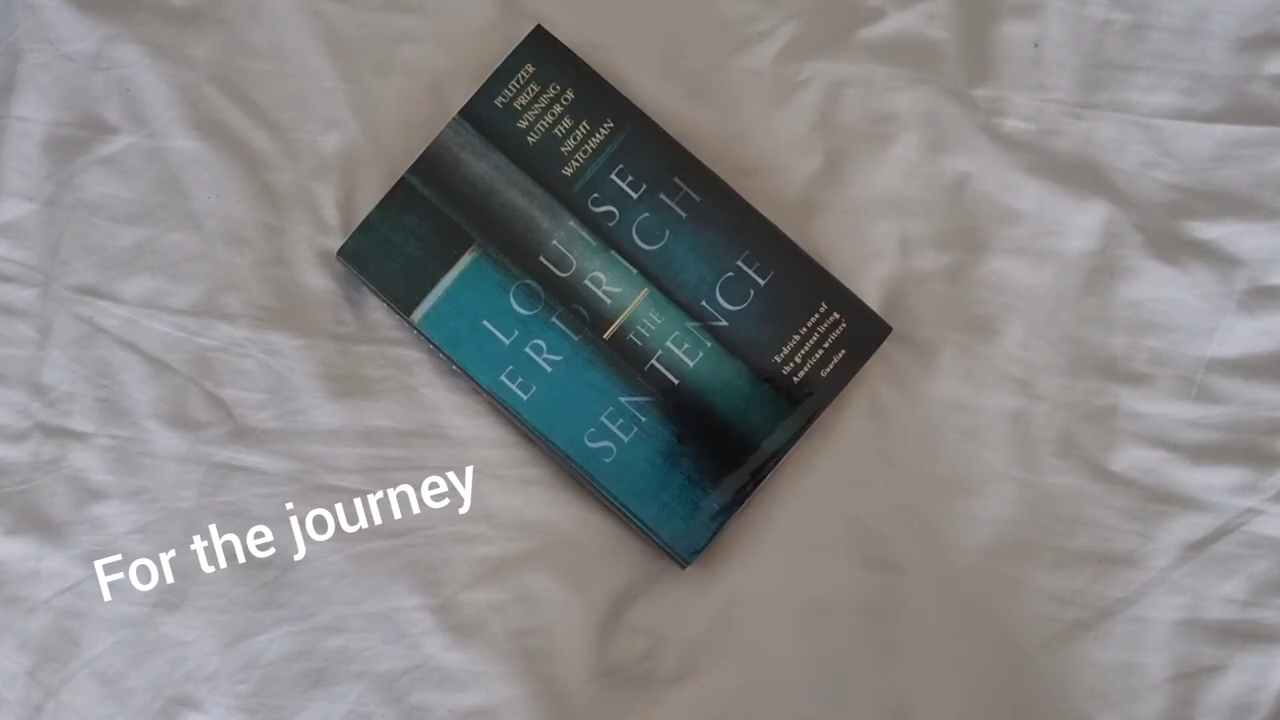 PULITZER
PRIZE
WINNING
AUTHOR OF
THE
NIGHT
WATCHMAN
LOUISE
ERDRICH
THE
SENTENCE
'Erdrich is one of
the greatest living
American writers'
Guardian
For the journey